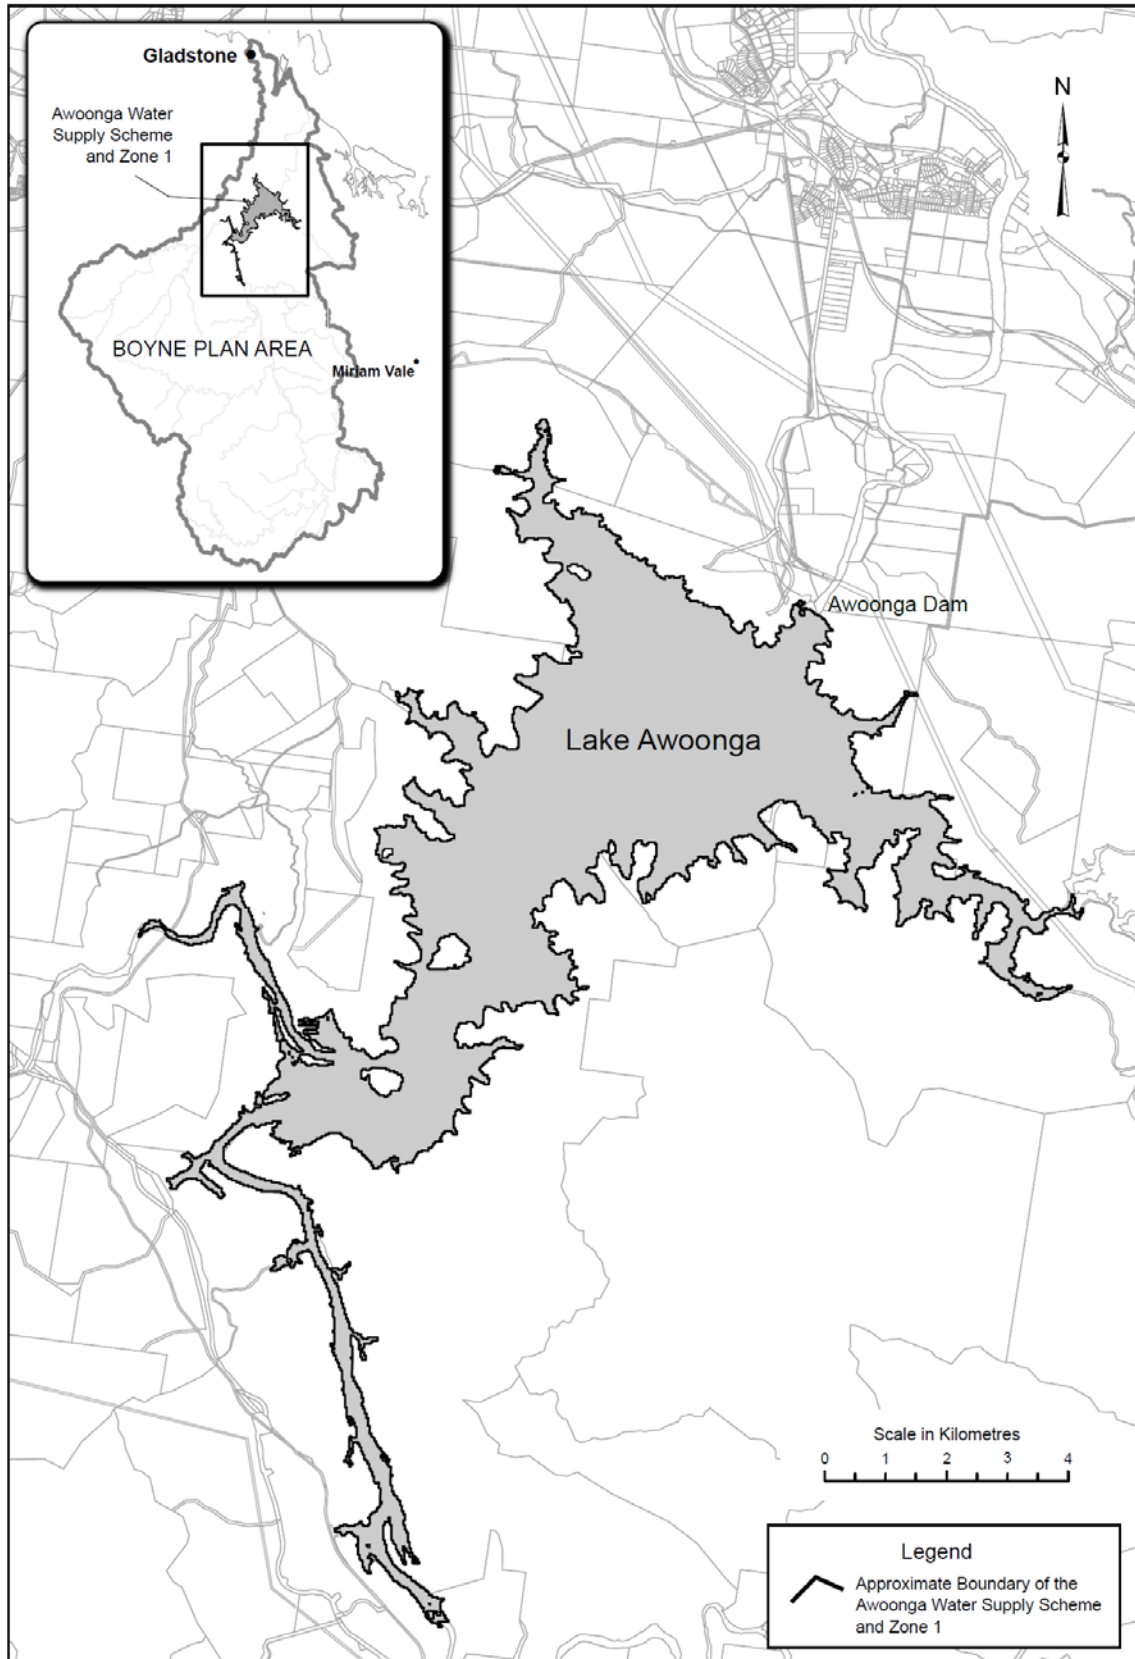 Gladstone
Awoonga Water
Supply Scheme
and Zone 1
BOYNE PLAN AREA
Miriam Vale
N
Awoonga Dam
Lake Awoonga
Scale in Kilometres
0 1 2 3 4
Legend
Approximate Boundary of the
Awoonga Water Supply Scheme
and Zone 1